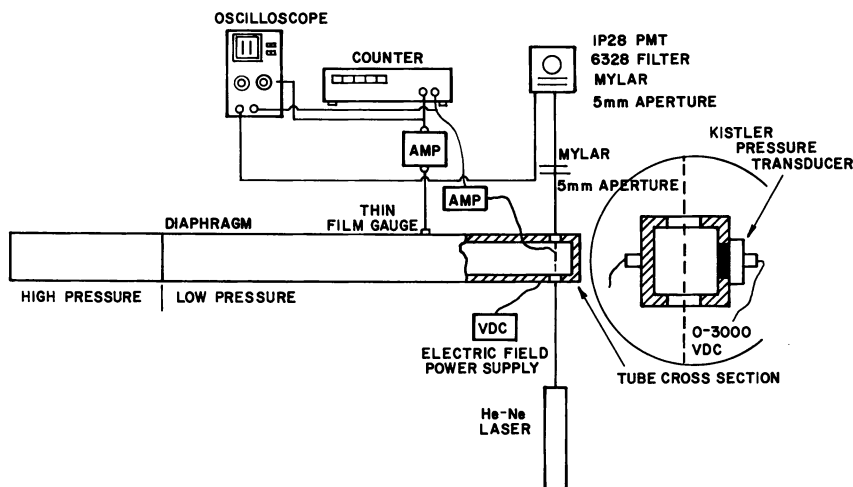 OSCILLOSCOPE
COUNTER
1P28 PMT
6328 FILTER
MYLAR
5mm APERTURE
KISTLER
PRESSURE
TRANSDUCER
AMP
MYLAR
5mm APERTURE
AMP
THIN
FILM GAUGE
DIAPHRAGM
HIGH PRESSURE
LOW PRESSURE
VDC
ELECTRIC FIELD
POWER SUPPLY
0-3000
VDC
TUBE CROSS SECTION
He-Ne
LASER